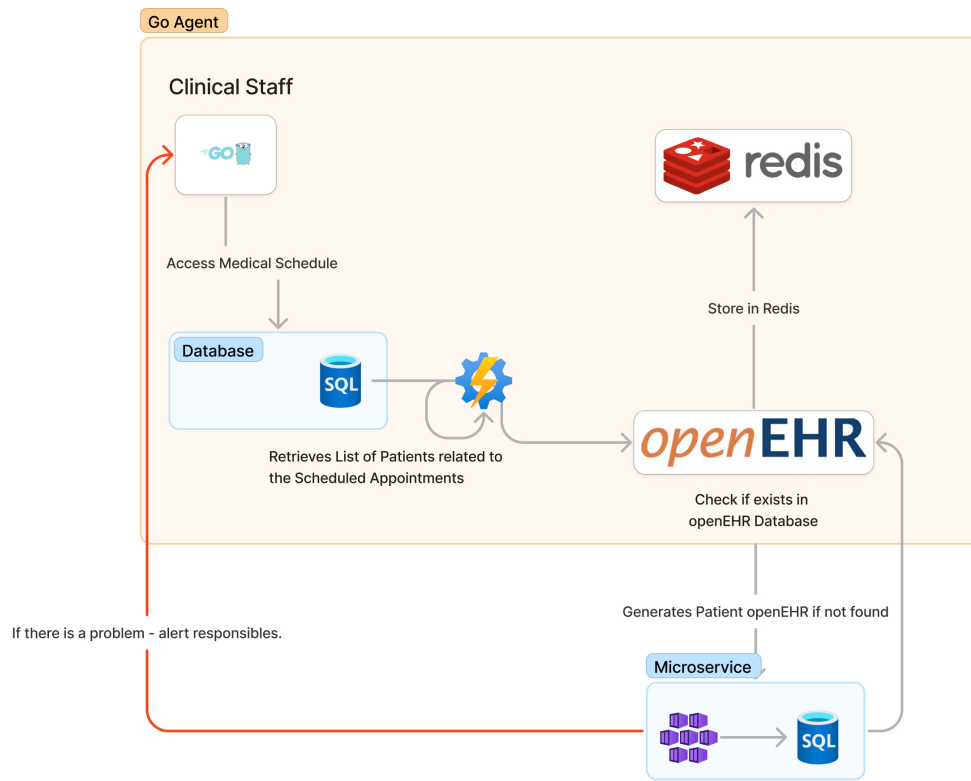 Go Agent
Clinical Staff
GO
redis
Access Medical Schedule
Store in Redis
Database
SQL
openEHR
Retrieves List of Patients related to
the Scheduled Appointments
Check if exists in
openEHR Database
Generates Patient openEHR if not found
If there is a problem - alert responsibles.
Microservice
SQL